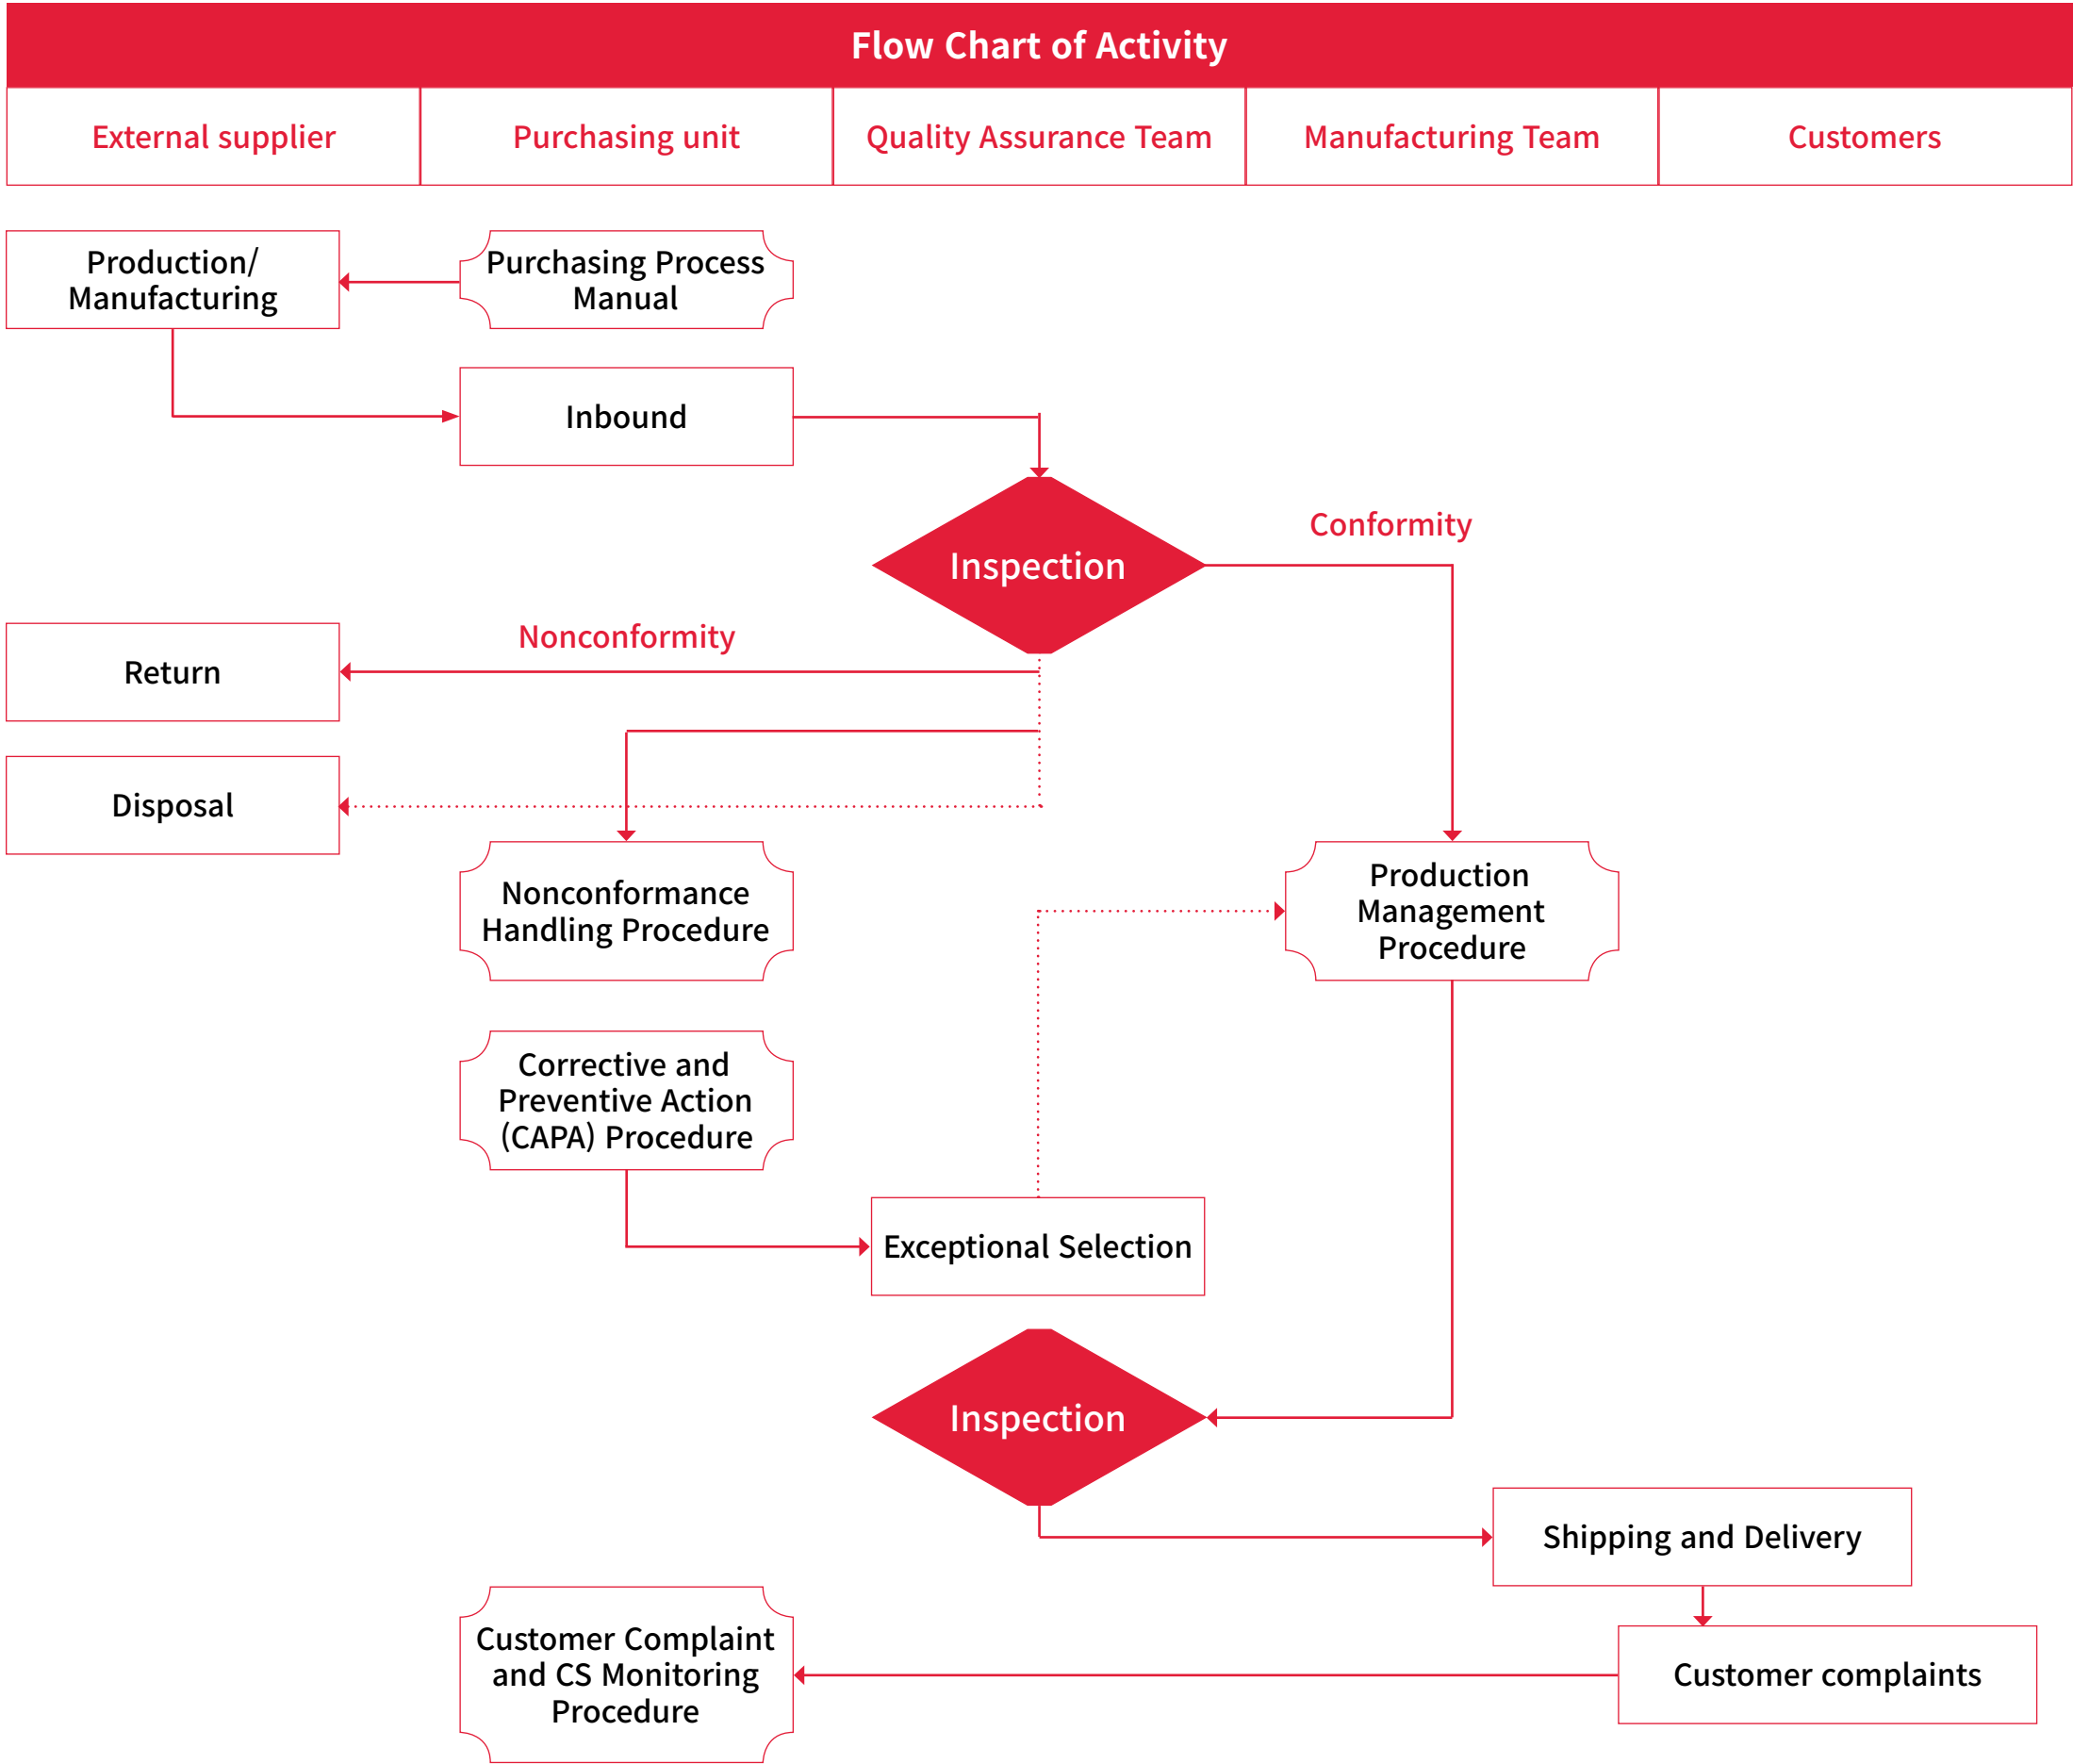 Flow Chart of Activity
External supplier
Purchasing unit
Quality Assurance Team
Manufacturing Team
Customers
Production/
Manufacturing
Purchasing Process
Manual
Inbound
Inspection
Conformity
Nonconformity
Return
Disposal
Nonconformance
Handling Procedure
Production
Management
Procedure
Corrective and
Preventive Action
(CAPA) Procedure
Exceptional Selection
Inspection
Shipping and Delivery
Customer Complaint
and CS Monitoring
Procedure
Customer complaints